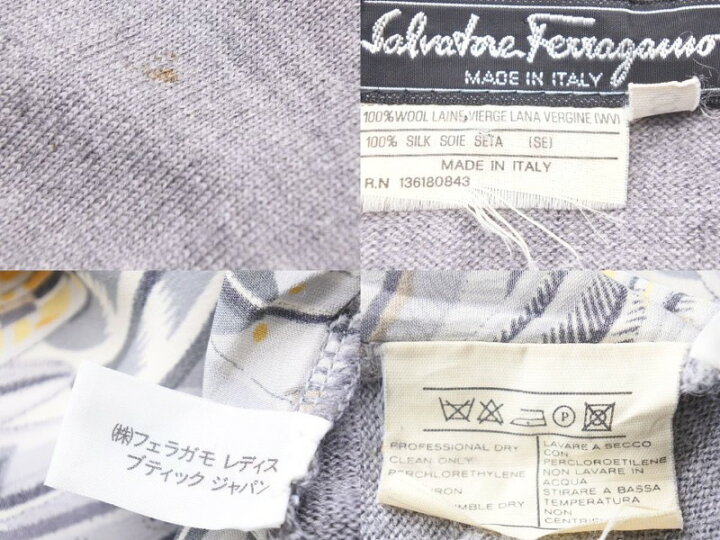 Salvatore Ferragamo
MADE IN ITALY
100% WOOL LAINE VIERGE LANA VERGINE (WV)
100% SILK SOIE SETA (SE)
MADE IN ITALY
R.N 136180843
(株)フェラガモ レディス
ブティック ジャパン
P
PROFESSIONAL DRY
CLEAN ONLY
PERCHLORETHYLENE
IRON
TUMBLE DRY
LAVARE A SECCO
CON
PERCLOROETILENE
NON LAVARE IN
ACQUA
STIRARE A BASSA
TEMPERATURA
NON